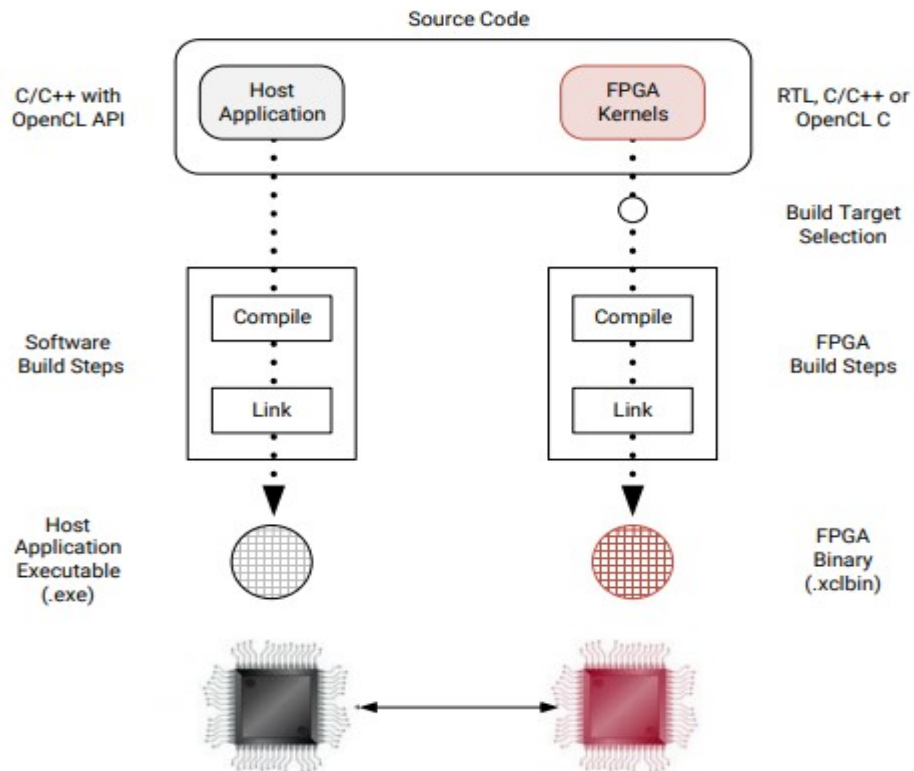 Source Code
C/C++ with
OpenCL API
Host
Application
FPGA
Kernels
RTL, C/C++ or
OpenCL C
Build Target
Selection
Software
Build Steps
Compile
Link
Compile
Link
FPGA
Build Steps
Host
Application
Executable
(.exe)
FPGA
Binary
(.xclbin)